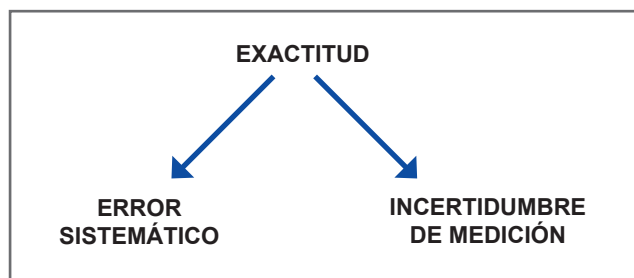 EXACTITUD
ERROR
SISTEMÁTICO
INCERTIDUMBRE
DE MEDICIÓN